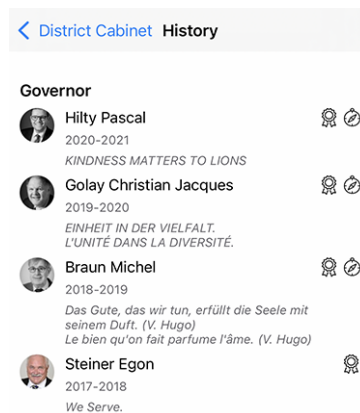 District Cabinet History
Governor
Hilty Pascal
2020-2021
KINDNESS MATTERS TO LIONS
Golay Christian Jacques
2019-2020
EINHEIT IN DER VIELFALT.
L'UNITÉ DANS LA DIVERSITÉ.
Braun Michel
2018-2019
Das Gute, das wir tun, erfüllt die Seele mit
seinem Duft. (V. Hugo)
Le bien qu'on fait parfume l'âme. (V. Hugo)
Steiner Egon
2017-2018
We Serve.